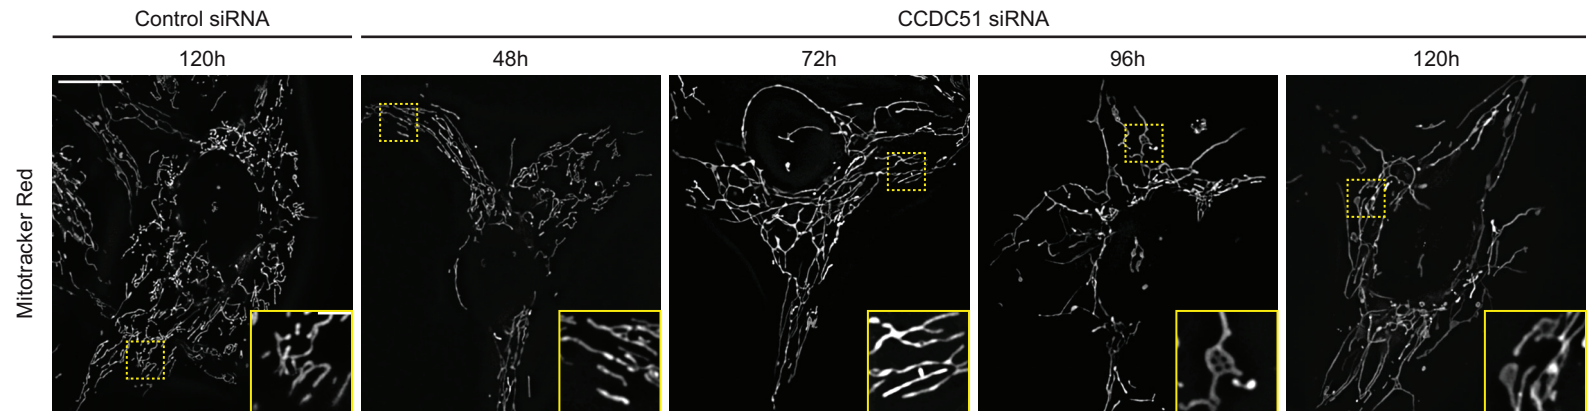 Control siRNA
CCDC51 siRNA
120h
48h
72h
96h
120h
Mitotracker Red